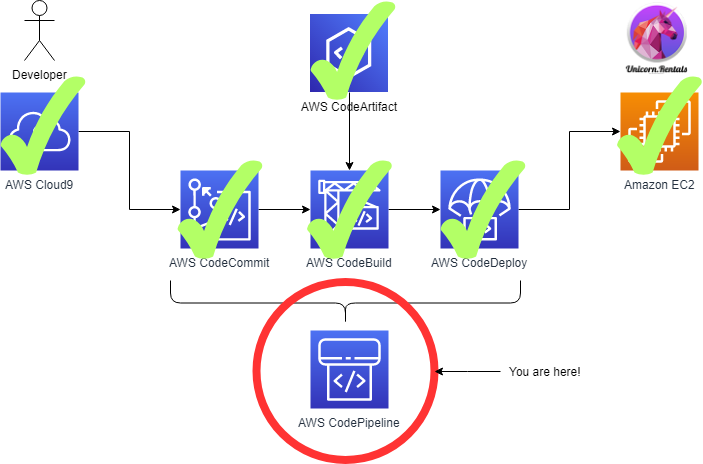 Developer
AWS CodeArtifact
Unicorn.Rentals
AWS Cloud9
Amazon EC2
AWS CodeCommit
AWS CodeBuild
AWS CodeDeploy
You are here!
AWS CodePipeline